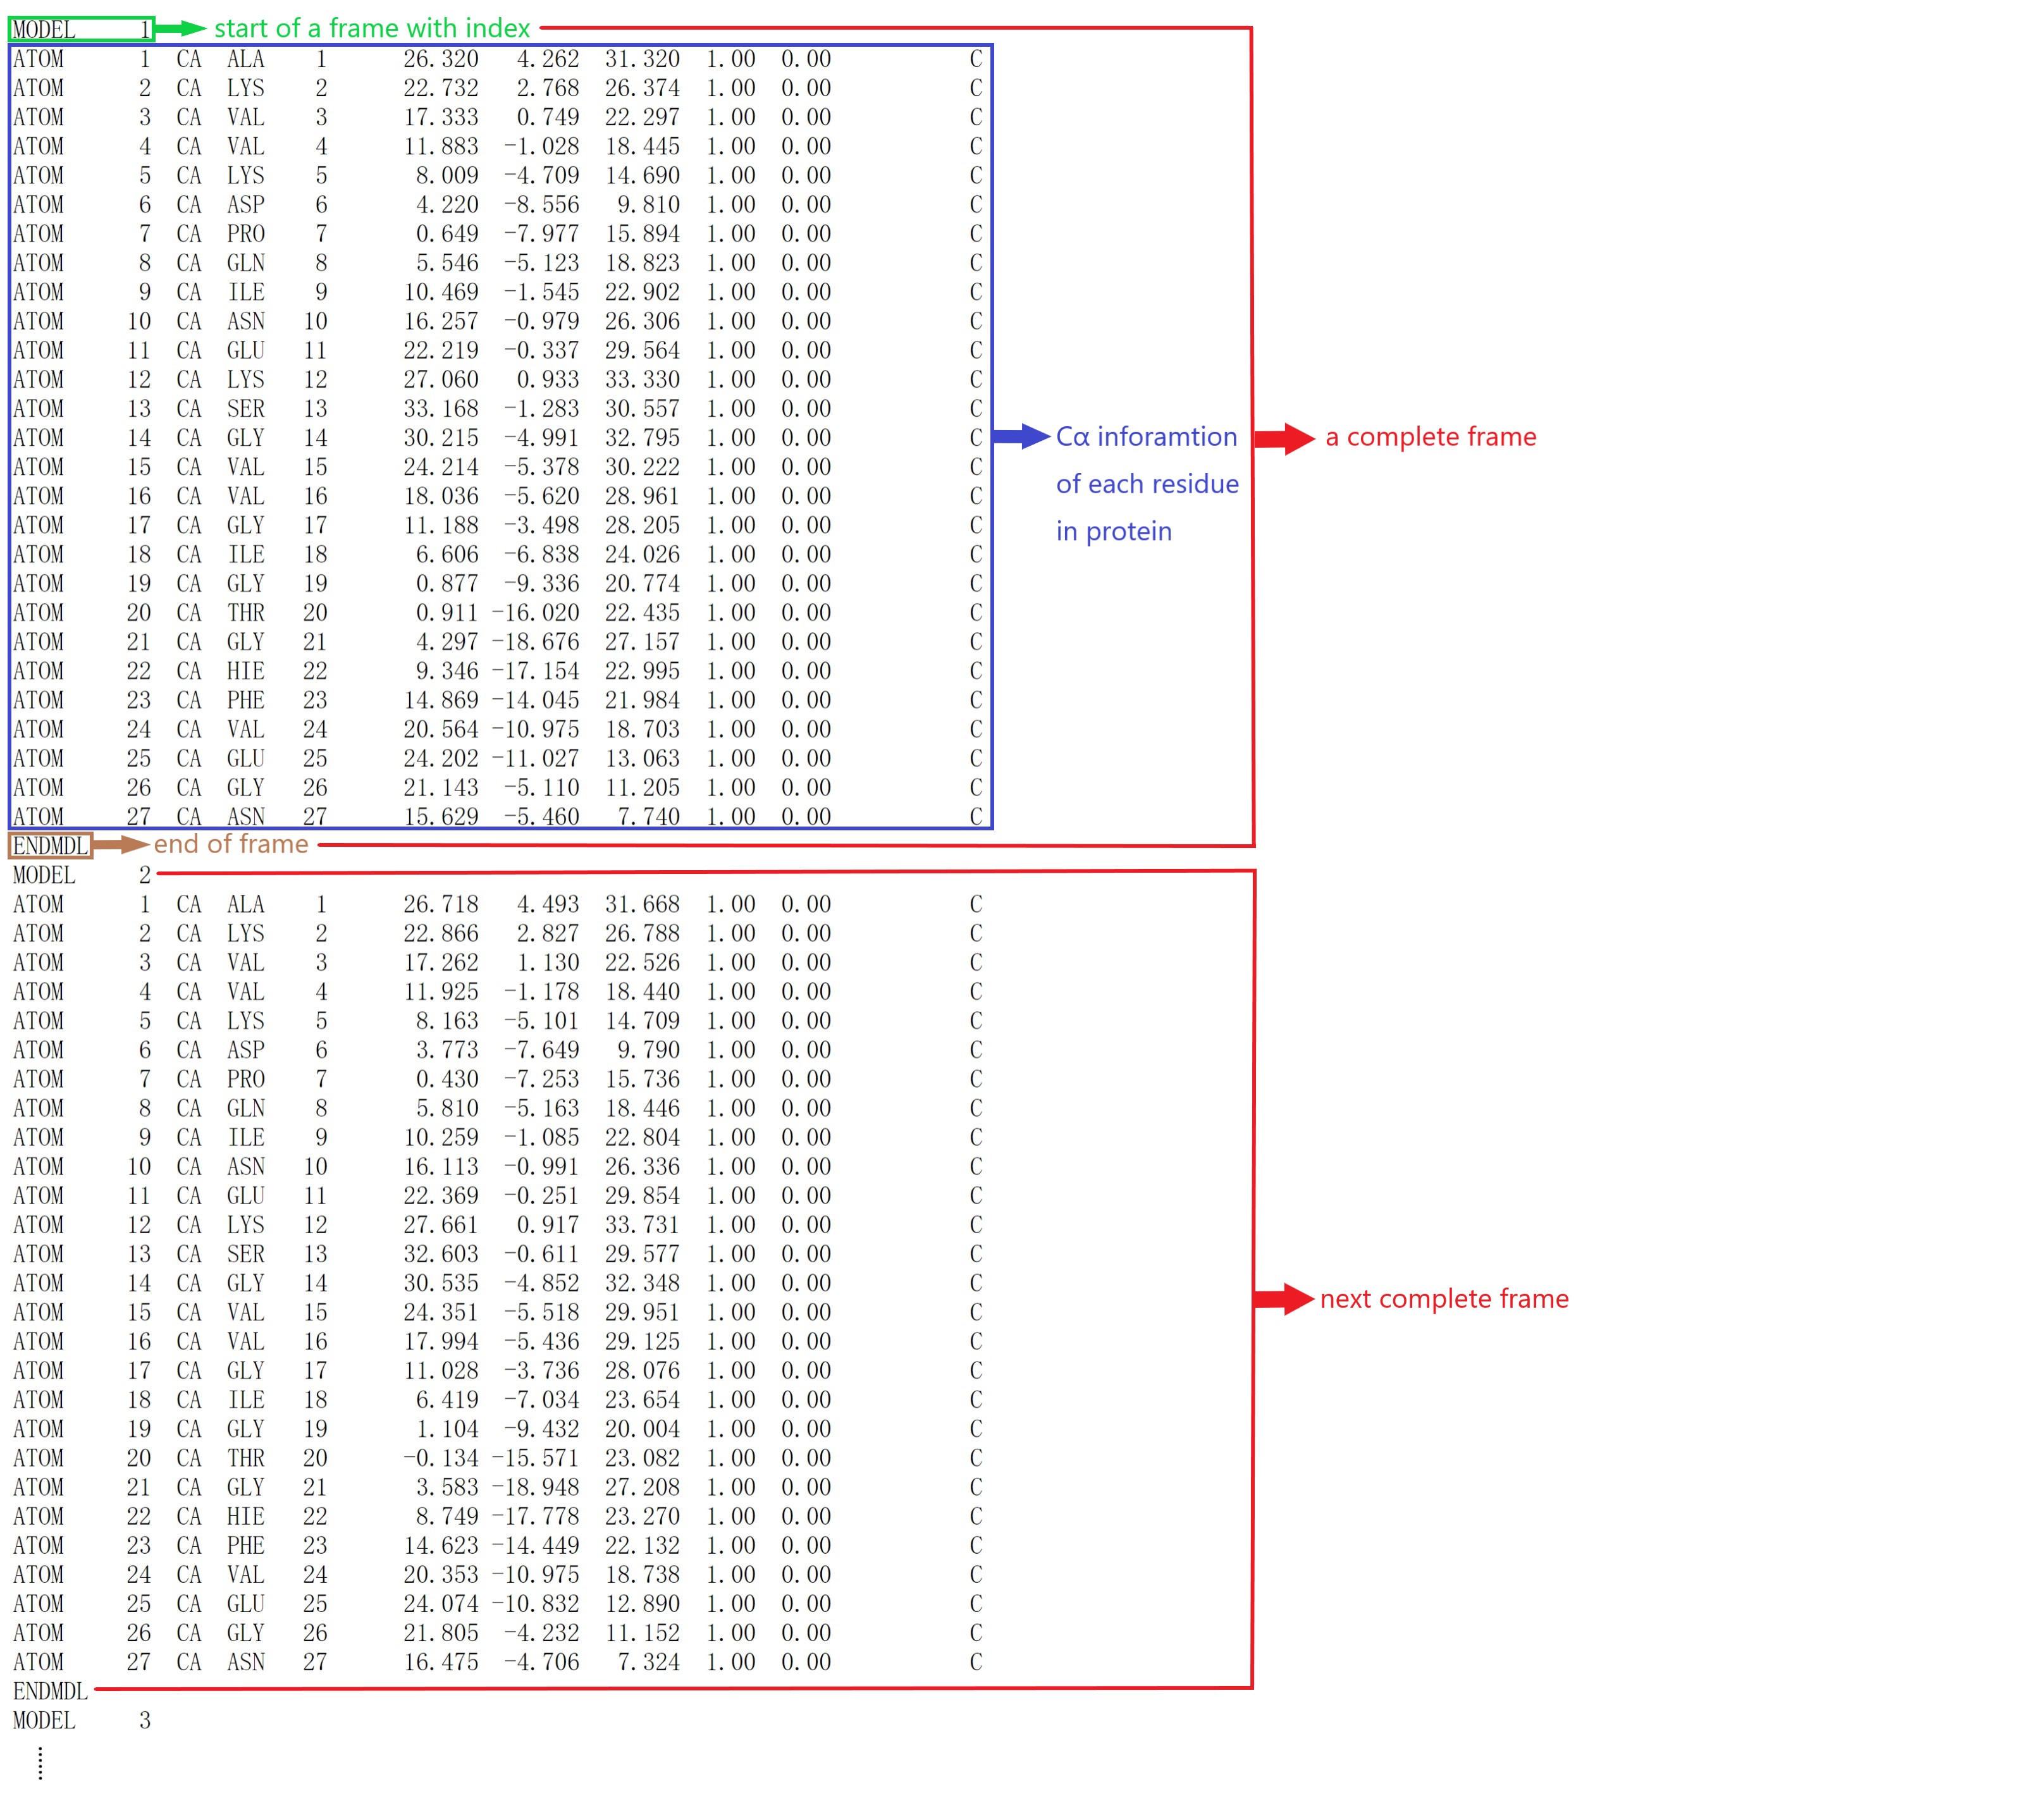 MODEL 1 start of a frame with index
ATOM 1 CA ALA 1 26.320 4.262 31.320 1.00 0.00 C
ATOM 2 CA LYS 2 22.732 2.768 26.374 1.00 0.00 C
ATOM 3 CA VAL 3 17.333 0.749 22.297 1.00 0.00 C
ATOM 4 CA VAL 4 11.883 -1.028 18.445 1.00 0.00 C
ATOM 5 CA LYS 5 8.009 -4.709 14.690 1.00 0.00 C
ATOM 6 CA ASP 6 4.220 -8.556 9.810 1.00 0.00 C
ATOM 7 CA PRO 7 0.649 -7.977 15.894 1.00 0.00 C
ATOM 8 CA GLN 8 5.546 -5.123 18.823 1.00 0.00 C
ATOM 9 CA ILE 9 10.469 -1.545 22.902 1.00 0.00 C
ATOM 10 CA ASN 10 16.257 -0.979 26.306 1.00 0.00 C
ATOM 11 CA GLU 11 22.219 -0.337 29.564 1.00 0.00 C
ATOM 12 CA LYS 12 27.060 0.933 33.330 1.00 0.00 C
ATOM 13 CA SER 13 33.168 -1.283 30.557 1.00 0.00 C
ATOM 14 CA GLY 14 30.215 -4.991 32.795 1.00 0.00 C
ATOM 15 CA VAL 15 24.214 -5.378 30.222 1.00 0.00 C
ATOM 16 CA VAL 16 18.036 -5.620 28.961 1.00 0.00 C
ATOM 17 CA GLY 17 11.188 -3.498 28.205 1.00 0.00 C
ATOM 18 CA ILE 18 6.606 -6.838 24.026 1.00 0.00 C
ATOM 19 CA GLY 19 0.877 -9.336 20.774 1.00 0.00 C
ATOM 20 CA THR 20 0.911 -16.020 22.435 1.00 0.00 C
ATOM 21 CA GLY 21 4.297 -18.676 27.157 1.00 0.00 C
ATOM 22 CA HIE 22 9.346 -17.154 22.995 1.00 0.00 C
ATOM 23 CA PHE 23 14.869 -14.045 21.984 1.00 0.00 C
ATOM 24 CA VAL 24 20.564 -10.975 18.703 1.00 0.00 C
ATOM 25 CA GLU 25 24.202 -11.027 13.063 1.00 0.00 C
ATOM 26 CA GLY 26 21.143 -5.110 11.205 1.00 0.00 C
ATOM 27 CA ASN 27 15.629 -5.460 7.740 1.00 0.00 C
Cα inforamtion
of each residue
in protein
a complete frame
ENDMDL end of frame
MODEL 2
ATOM 1 CA ALA 1 26.718 4.493 31.668 1.00 0.00 C
ATOM 2 CA LYS 2 22.866 2.827 26.788 1.00 0.00 C
ATOM 3 CA VAL 3 17.262 1.130 22.526 1.00 0.00 C
ATOM 4 CA VAL 4 11.925 -1.178 18.440 1.00 0.00 C
ATOM 5 CA LYS 5 8.163 -5.101 14.709 1.00 0.00 C
ATOM 6 CA ASP 6 3.773 -7.649 9.790 1.00 0.00 C
ATOM 7 CA PRO 7 0.430 -7.253 15.736 1.00 0.00 C
ATOM 8 CA GLN 8 5.810 -5.163 18.446 1.00 0.00 C
ATOM 9 CA ILE 9 10.259 -1.085 22.804 1.00 0.00 C
ATOM 10 CA ASN 10 16.113 -0.991 26.336 1.00 0.00 C
ATOM 11 CA GLU 11 22.369 -0.251 29.854 1.00 0.00 C
ATOM 12 CA LYS 12 27.661 0.917 33.731 1.00 0.00 C
ATOM 13 CA SER 13 32.603 -0.611 29.577 1.00 0.00 C
ATOM 14 CA GLY 14 30.535 -4.852 32.348 1.00 0.00 C
ATOM 15 CA VAL 15 24.351 -5.518 29.951 1.00 0.00 C
ATOM 16 CA VAL 16 17.994 -5.436 29.125 1.00 0.00 C
ATOM 17 CA GLY 17 11.028 -3.736 28.076 1.00 0.00 C
ATOM 18 CA ILE 18 6.419 -7.034 23.654 1.00 0.00 C
ATOM 19 CA GLY 19 1.104 -9.432 20.004 1.00 0.00 C
ATOM 20 CA THR 20 -0.134 -15.571 23.082 1.00 0.00 C
ATOM 21 CA GLY 21 3.583 -18.948 27.208 1.00 0.00 C
ATOM 22 CA HIE 22 8.749 -17.778 23.270 1.00 0.00 C
ATOM 23 CA PHE 23 14.623 -14.449 22.132 1.00 0.00 C
ATOM 24 CA VAL 24 20.353 -10.975 18.738 1.00 0.00 C
ATOM 25 CA GLU 25 24.074 -10.832 12.890 1.00 0.00 C
ATOM 26 CA GLY 26 21.805 -4.232 11.152 1.00 0.00 C
ATOM 27 CA ASN 27 16.475 -4.706 7.324 1.00 0.00 C
next complete frame
ENDMDL
MODEL 3